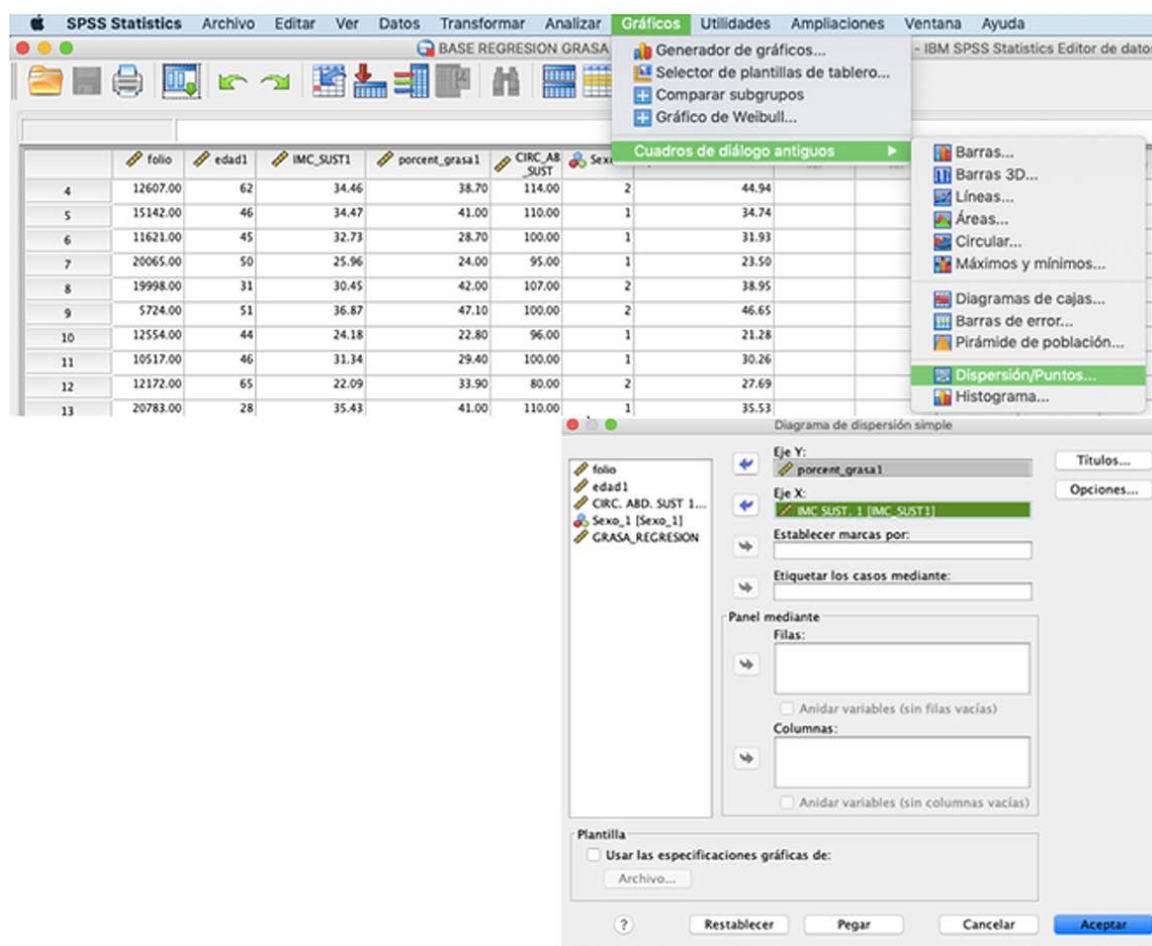 SPSS Statistics Archivo Editar Ver Datos Transformar Analizar Gráficos Utilidades Ampliaciones Ventana Ayuda
BASE REGRESION GRASA - IBM SPSS Statistics Editor de datos
Generador de gráficos...
Selector de plantillas de tablero...
Comparar subgrupos
Gráfico de Weibull...
Cuadros de diálogo antiguos
Barras...
Barras 3D...
Líneas...
Áreas...
Circular...
Máximos y mínimos...
Diagramas de cajas...
Barras de error...
Pirámide de población...
Dispersión/Puntos...
Histograma...
folio edad1 IMC_SUST1 porcent_grasa1 CIRC_AB_SUST Sex
4 12607.00 62 34.46 38.70 114.00 2 44.94
5 15142.00 46 34.47 41.00 110.00 1 34.74
6 11621.00 45 32.73 28.70 100.00 1 31.93
7 20065.00 50 25.96 24.00 95.00 1 23.50
8 19998.00 31 30.45 42.00 107.00 2 38.95
9 5724.00 51 36.87 47.10 100.00 2 46.65
10 12554.00 44 24.18 22.80 96.00 1 21.28
11 10517.00 46 31.34 29.40 100.00 1 30.26
12 12172.00 65 22.09 33.90 80.00 2 27.69
13 20783.00 28 35.43 41.00 110.00 1 35.53
Diagrama de dispersión simple
folio
edad1
CIRC. ABD. SUST 1...
Sexo_1 [Sexo_1]
GRASA_REGRESION
Eje Y:
porcent_grasa1
Eje X:
IMC SUST. 1 [IMC_SUST1]
Establecer marcas por:
Etiquetar los casos mediante:
Panel mediante
Filas:
Anidar variables (sin filas vacías)
Columnas:
Anidar variables (sin columnas vacías)
Títulos...
Opciones...
Plantilla
Usar las especificaciones gráficas de:
Archivo...
? Restablecer Pegar Cancelar Aceptar